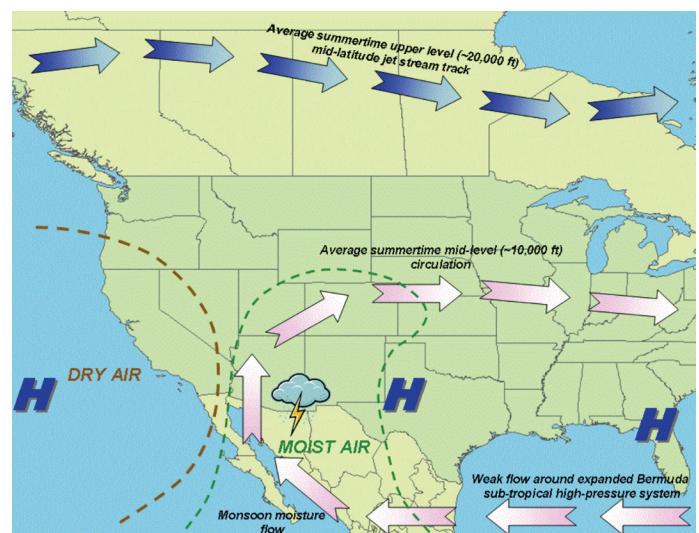 Average summertime upper level (~20,000 ft)
mid-latitude jet stream track
Average summertime mid-level (~10,000 ft)
circulation
DRY AIR
H
H
H
MOIST AIR
Weak flow around expanded Bermuda
sub-tropical high-pressure system
Monsoon moisture
flow